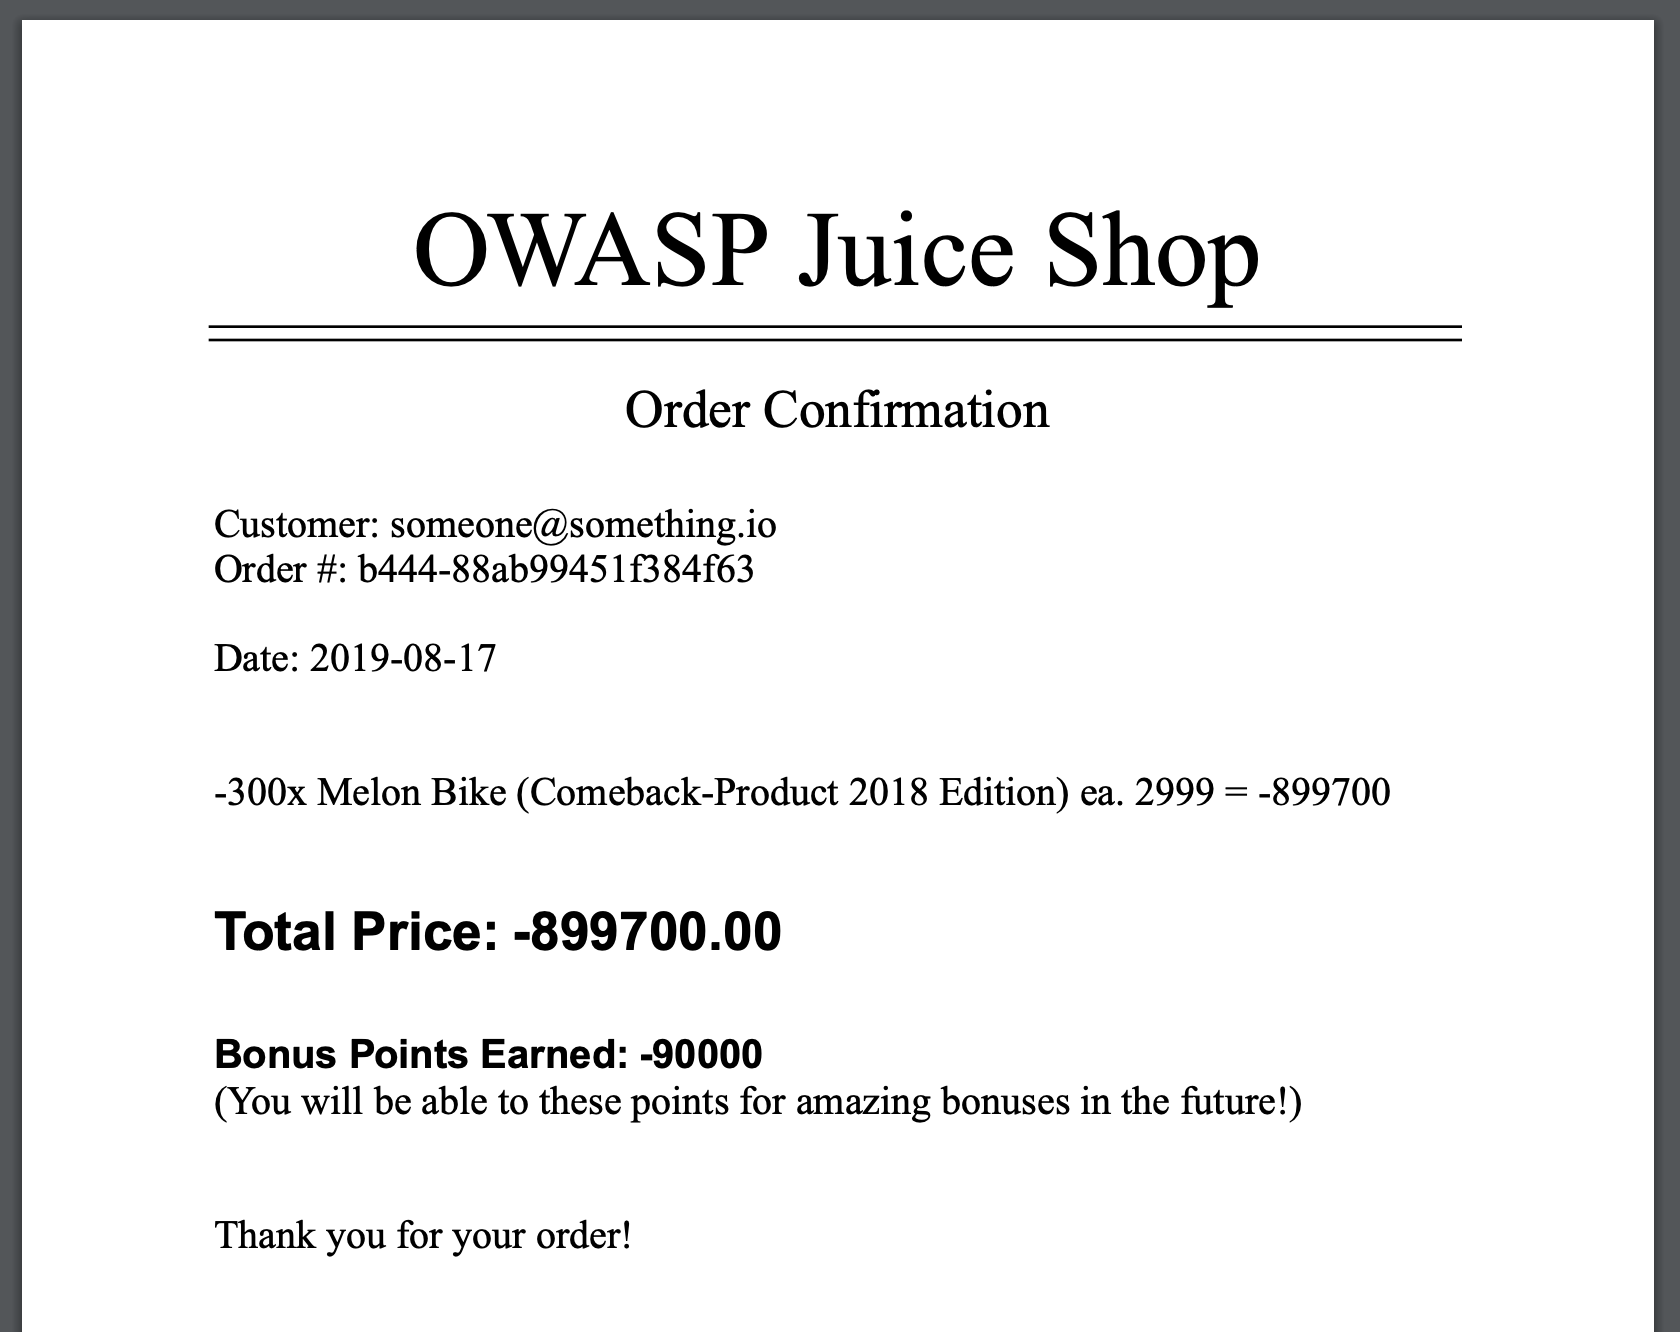 OWASP Juice Shop
Order Confirmation
Customer: someone@something.io
Order #: b444-88ab99451f384f63
Date: 2019-08-17
-300x Melon Bike (Comeback-Product 2018 Edition) ea. 2999 = -899700
Total Price: -899700.00
Bonus Points Earned: -90000
(You will be able to these points for amazing bonuses in the future!)
Thank you for your order!